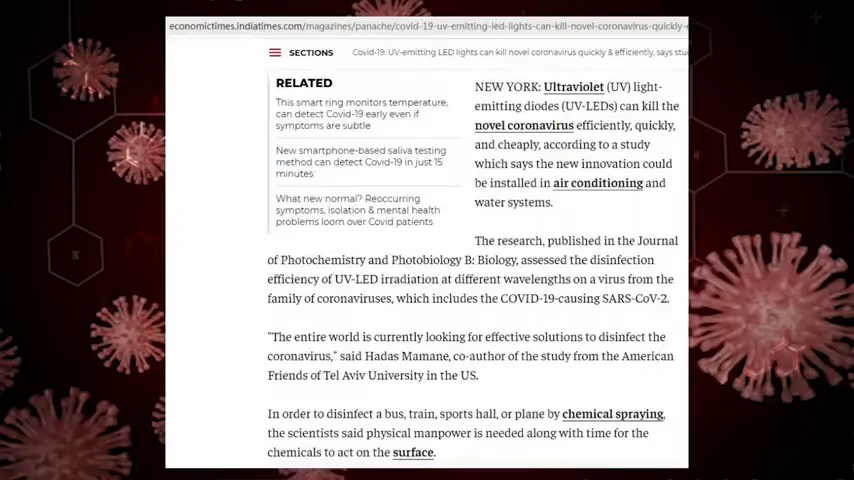 economictimes.indiatimes.com/magazines/panache/covid-19-uv-emitting-led-lights-can-kill-novel-coronavirus-quickly-
SECTIONS
Covid-19: UV-emitting LED lights can kill novel coronavirus quickly & efficiently, says stu
RELATED
This smart ring monitors temperature,
can detect Covid-19 early even if
symptoms are subtle
New smartphone-based saliva testing
method can detect Covid-19 in just 15
minutes
What new normal? Reoccurring
symptoms, isolation & mental health
problems loom over Covid patients
NEW YORK: Ultraviolet (UV) light-
emitting diodes (UV-LEDs) can kill the
novel coronavirus efficiently, quickly,
and cheaply, according to a study
which says the new innovation could
be installed in air conditioning and
water systems.
The research, published in the Journal
of Photochemistry and Photobiology B: Biology, assessed the disinfection
efficiency of UV-LED irradiation at different wavelengths on a virus from the
family of coronaviruses, which includes the COVID-19-causing SARS-CoV-2.
"The entire world is currently looking for effective solutions to disinfect the
coronavirus," said Hadas Mamane, co-author of the study from the American
Friends of Tel Aviv University in the US.
In order to disinfect a bus, train, sports hall, or plane by chemical spraying,
the scientists said physical manpower is needed along with time for the
chemicals to act on the surface.
N